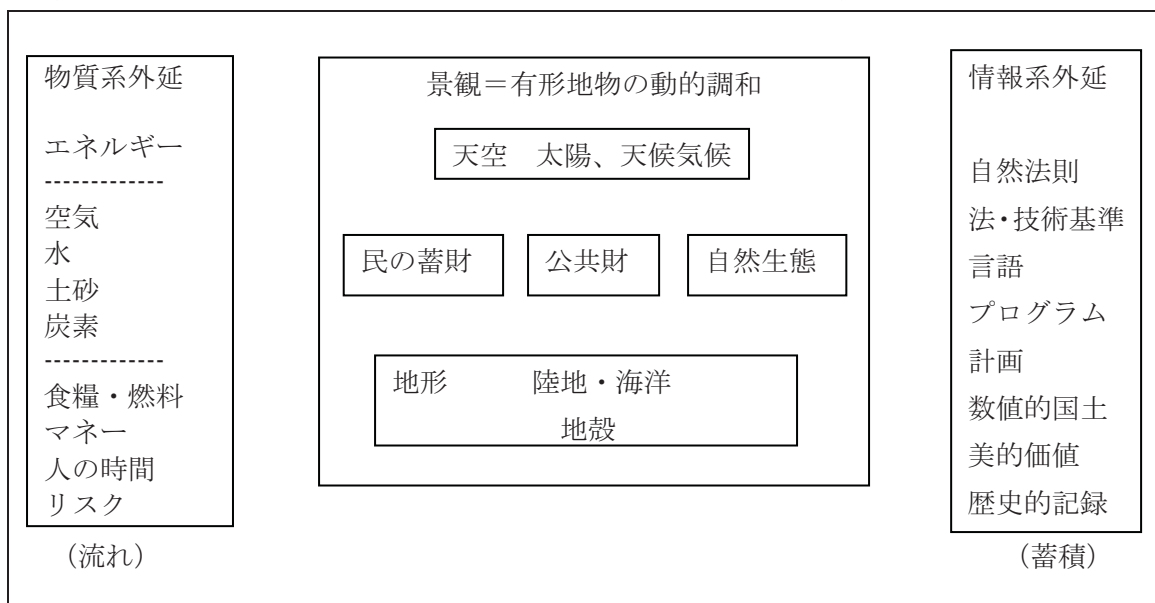 物質系外延
エネルギー
-------------
空気
水
土砂
炭素
-------------
食糧・燃料
マネー
人の時間
リスク
（流れ）
景観＝有形地物の動的調和
天空　太陽、天候気候
民の蓄財
公共財
自然生態
地形　　　陸地・海洋
地殻
情報系外延
自然法則
法・技術基準
言語
プログラム
計画
数値的国土
美的価値
歴史的記録
（蓄積）